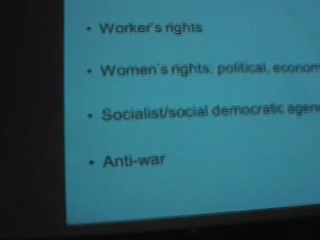 • Worker's rights
• Women's rights: political, econom
• Socialist/social democratic agen
• Anti-war